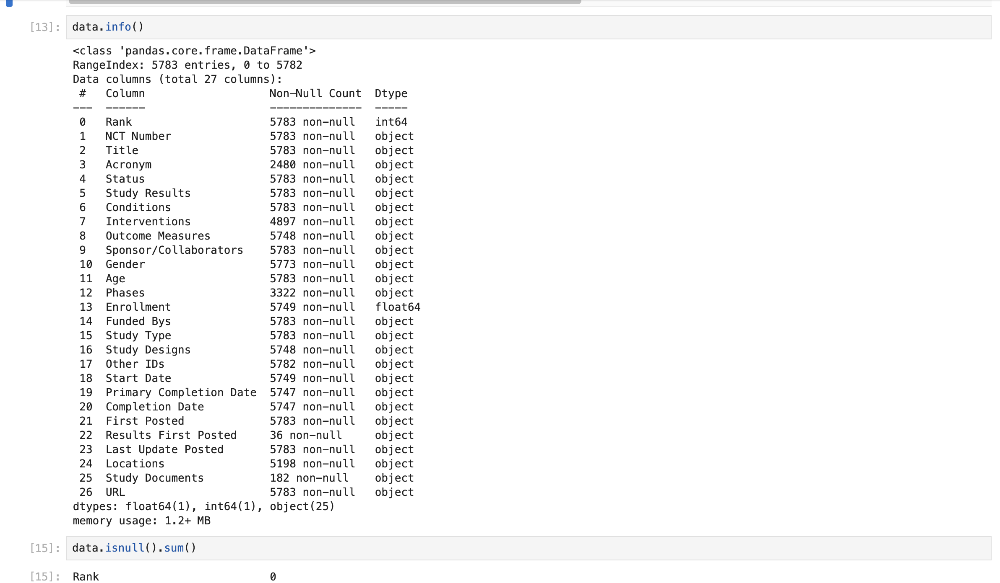 [13]: data.info()
<class 'pandas.core.frame.DataFrame'>
RangeIndex: 5783 entries, 0 to 5782
Data columns (total 27 columns):
 #   Column                   Non-Null Count  Dtype
---  ------                   --------------  -----
 0   Rank                     5783 non-null   int64
 1   NCT Number               5783 non-null   object
 2   Title                    5783 non-null   object
 3   Acronym                  2480 non-null   object
 4   Status                   5783 non-null   object
 5   Study Results            5783 non-null   object
 6   Conditions               5783 non-null   object
 7   Interventions            4897 non-null   object
 8   Outcome Measures         5748 non-null   object
 9   Sponsor/Collaborators    5783 non-null   object
 10  Gender                   5773 non-null   object
 11  Age                      5783 non-null   object
 12  Phases                   3322 non-null   object
 13  Enrollment               5749 non-null   float64
 14  Funded Bys               5783 non-null   object
 15  Study Type               5783 non-null   object
 16  Study Designs            5748 non-null   object
 17  Other IDs                5782 non-null   object
 18  Start Date               5749 non-null   object
 19  Primary Completion Date  5747 non-null   object
 20  Completion Date          5747 non-null   object
 21  First Posted             5783 non-null   object
 22  Results First Posted     36 non-null     object
 23  Last Update Posted       5783 non-null   object
 24  Locations                5198 non-null   object
 25  Study Documents          182 non-null    object
 26  URL                      5783 non-null   object
dtypes: float64(1), int64(1), object(25)
memory usage: 1.2+ MB
[15]: data.isnull().sum()
[15]: Rank                          0